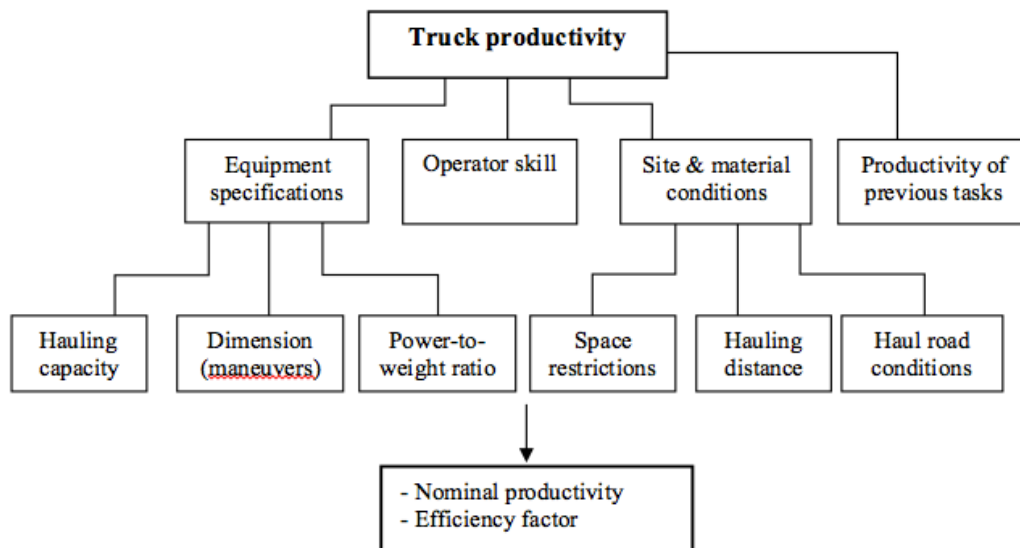 Truck productivity
Equipment
specifications
Operator skill
Site & material
conditions
Productivity of
previous tasks
Hauling
capacity
Dimension
(maneuvers)
Power-to-
weight ratio
Space
restrictions
Hauling
distance
Haul road
conditions
- Nominal productivity
- Efficiency factor